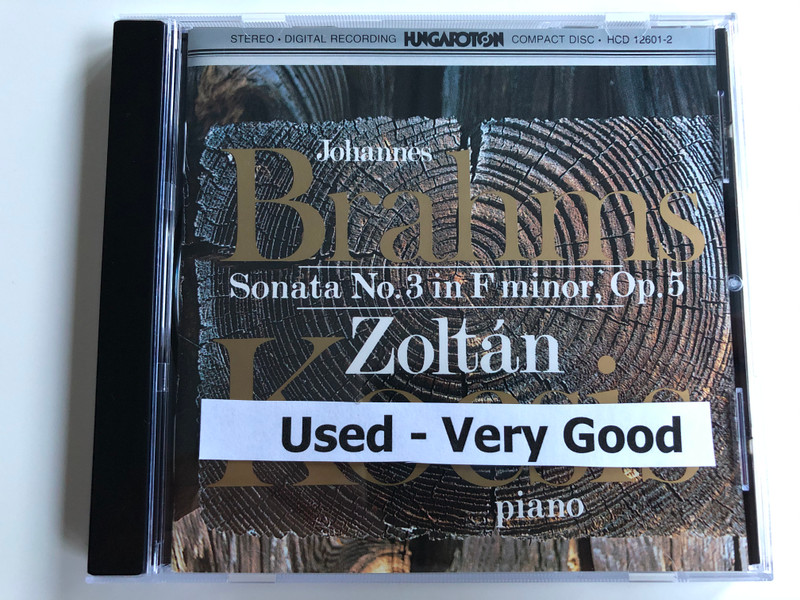 STEREO • DIGITAL RECORDING HUNGAROTON COMPACT DISC • HCD 12601-2
Johannes
Brahms
Sonata No.3 in F minor, Op.5
Zoltán
Kocsis
Used - Very Good
piano